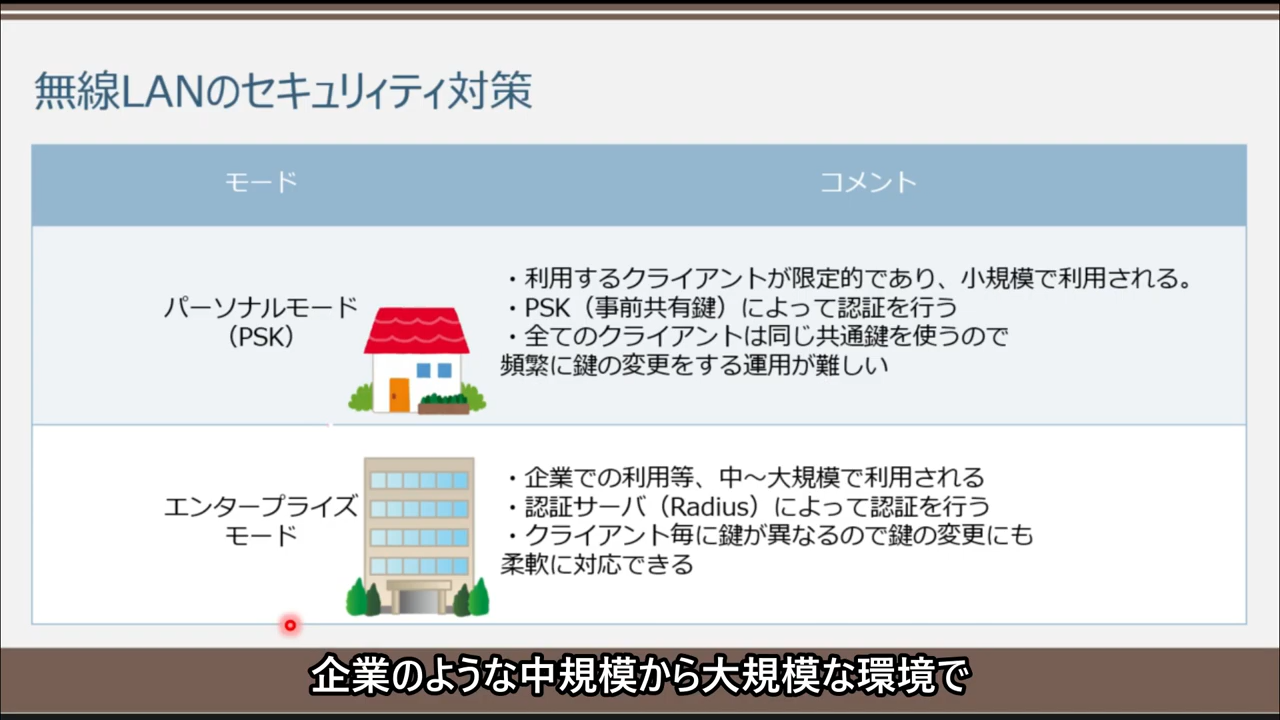 無線LANのセキュリティ対策
モード
コメント
パーソナルモード
（PSK）
・利用するクライアントが限定的であり、小規模で利用される。
・PSK（事前共有鍵）によって認証を行う
・全てのクライアントは同じ共通鍵を使うので
頻繁に鍵の変更をする運用が難しい
エンタープライズ
モード
・企業での利用等、中～大規模で利用される
・認証サーバ（Radius）によって認証を行う
・クライアント毎に鍵が異なるので鍵の変更にも
柔軟に対応できる
企業のような中規模から大規模な環境で